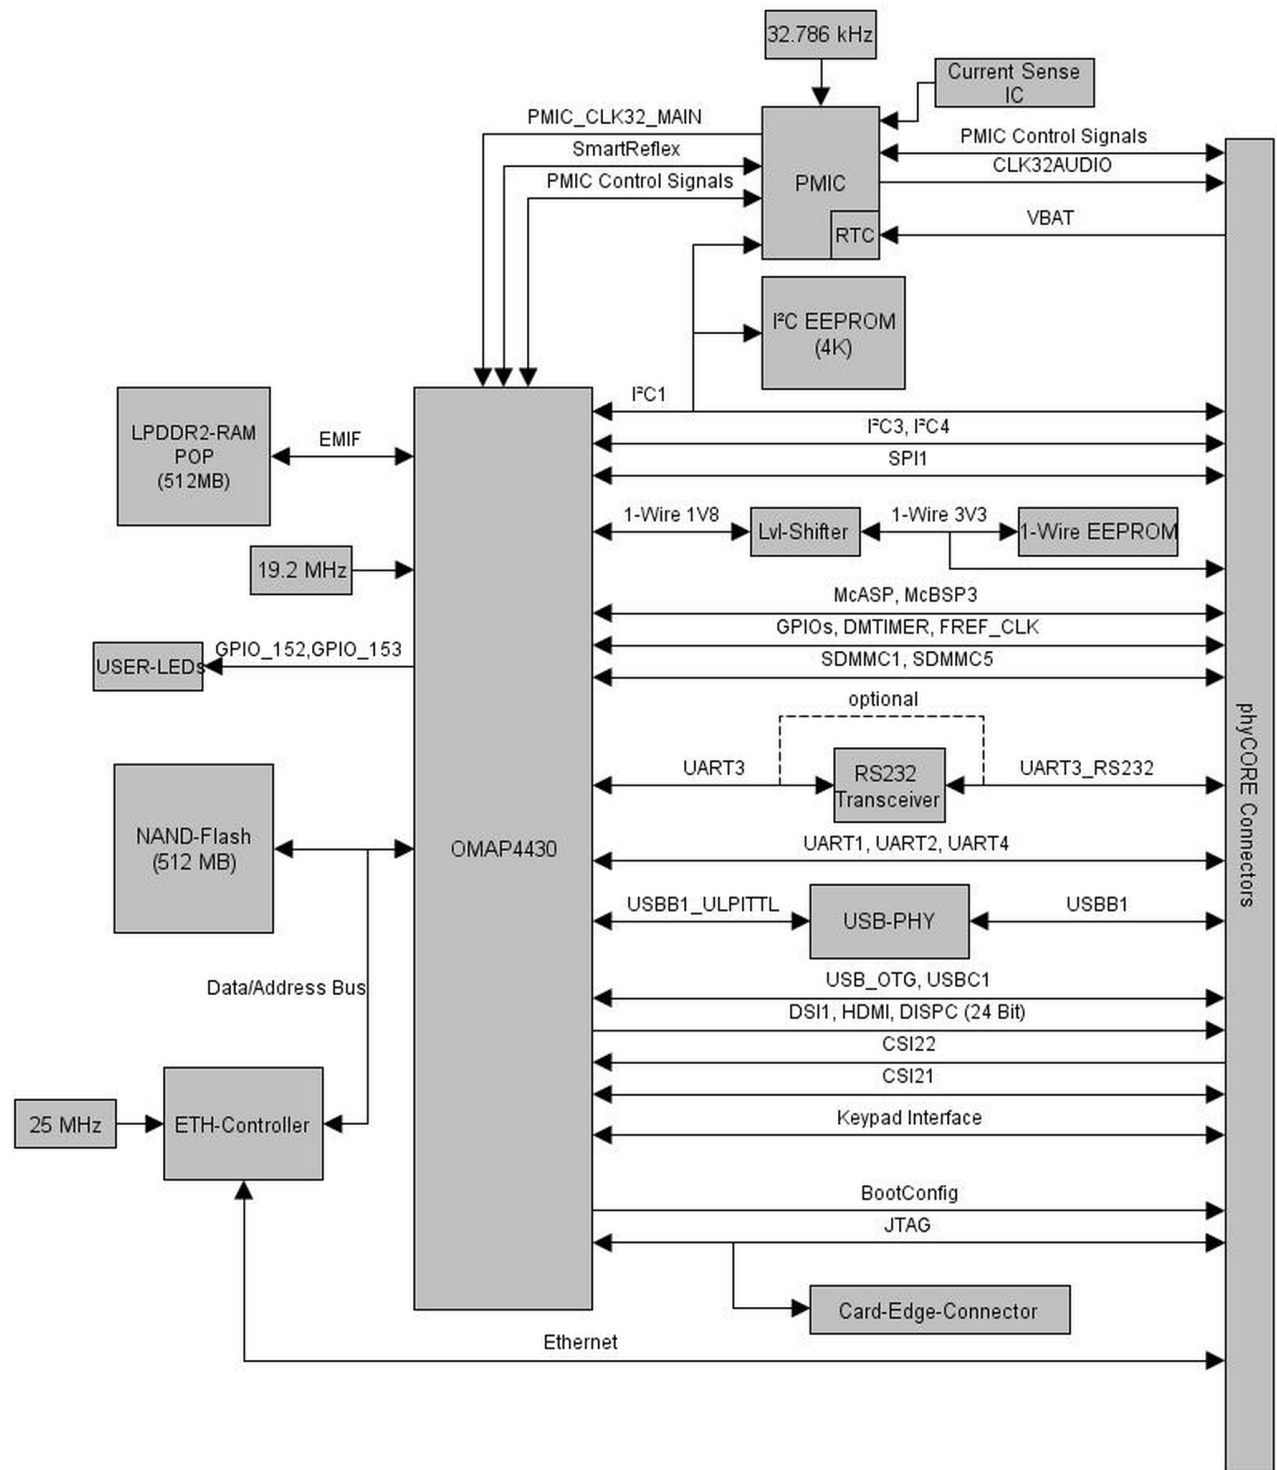 32.786 kHz
Current Sense
IC
PMIC_CLK32_MAIN
SmartReflex
PMIC Control Signals
PMIC
RTC
PMIC Control Signals
CLK32AUDIO
VBAT
I²C EEPROM
(4K)
I²C1
I²C3, I²C4
SPI1
LPDDR2-RAM
POP
(512MB)
EMIF
1-Wire 1V8
Lvl-Shifter
1-Wire 3V3
1-Wire EEPROM
19.2 MHz
McASP, McBSP3
GPIOs, DMTIMER, FREF_CLK
SDMMC1, SDMMC5
USER-LEDs
GPIO_152,GPIO_153
optional
UART3
RS232
Transceiver
UART3_RS232
phyCORE Connectors
NAND-Flash
(512 MB)
OMAP4430
UART1, UART2, UART4
USBB1_ULPITTL
USB-PHY
USBB1
Data/Address Bus
USB_OTG, USBC1
DSI1, HDMI, DISPC (24 Bit)
CSI22
CSI21
Keypad Interface
25 MHz
ETH-Controller
BootConfig
JTAG
Card-Edge-Connector
Ethernet